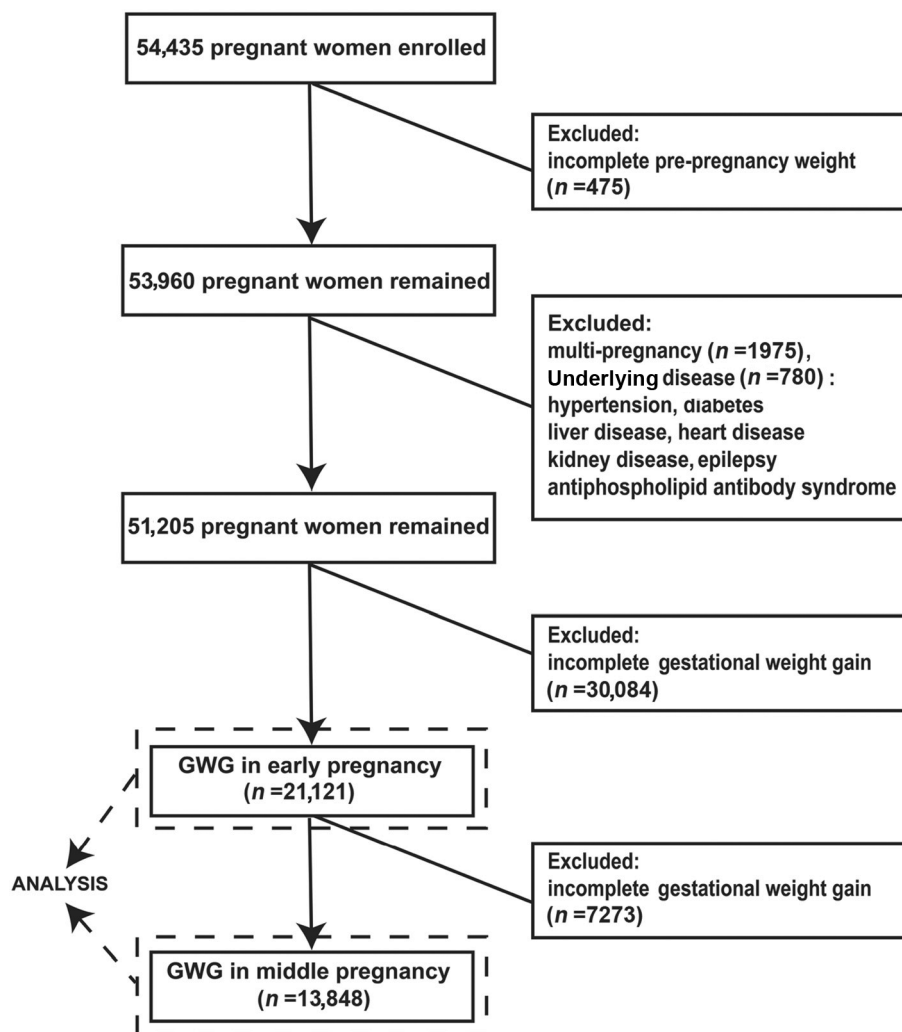 54,435 pregnant women enrolled
Excluded:
incomplete pre-pregnancy weight
(n =475)
53,960 pregnant women remained
Excluded:
multi-pregnancy (n =1975),
Underlying disease (n =780) :
hypertension, diabetes
liver disease, heart disease
kidney disease, epilepsy
antiphospholipid antibody syndrome
51,205 pregnant women remained
Excluded:
incomplete gestational weight gain
(n =30,084)
GWG in early pregnancy
(n =21,121)
Excluded:
incomplete gestational weight gain
(n =7273)
ANALYSIS
GWG in middle pregnancy
(n =13,848)